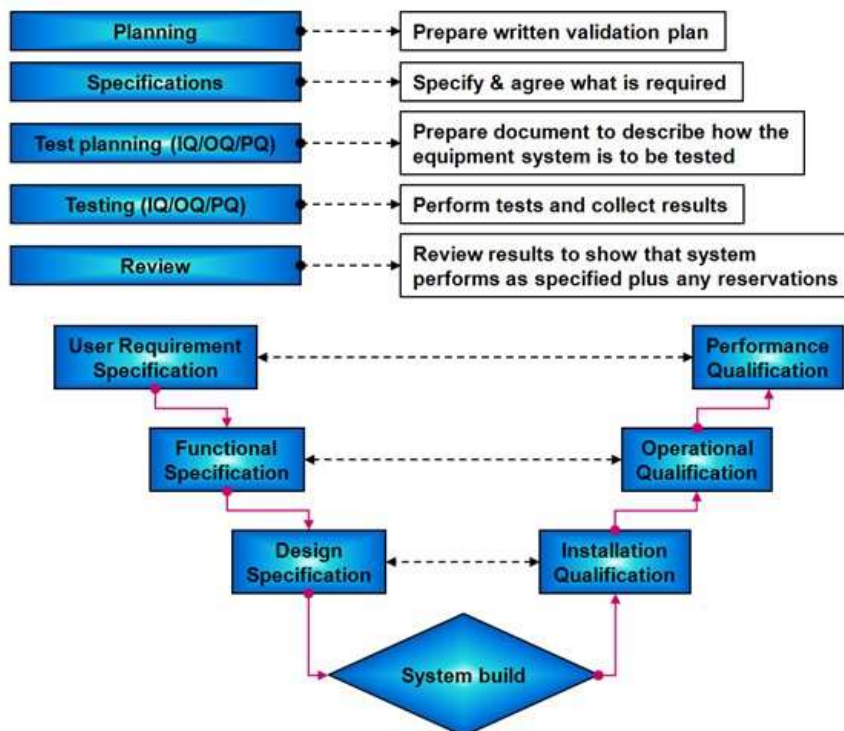 Planning
Prepare written validation plan
Specifications
Specify & agree what is required
Test planning (IQ/OQ/PQ)
Prepare document to describe how the
equipment system is to be tested
Testing (IQ/OQ/PQ)
Perform tests and collect results
Review
Review results to show that system
performs as specified plus any reservations
User Requirement
Specification
Performance
Qualification
Functional
Specification
Operational
Qualification
Design
Specification
Installation
Qualification
System build